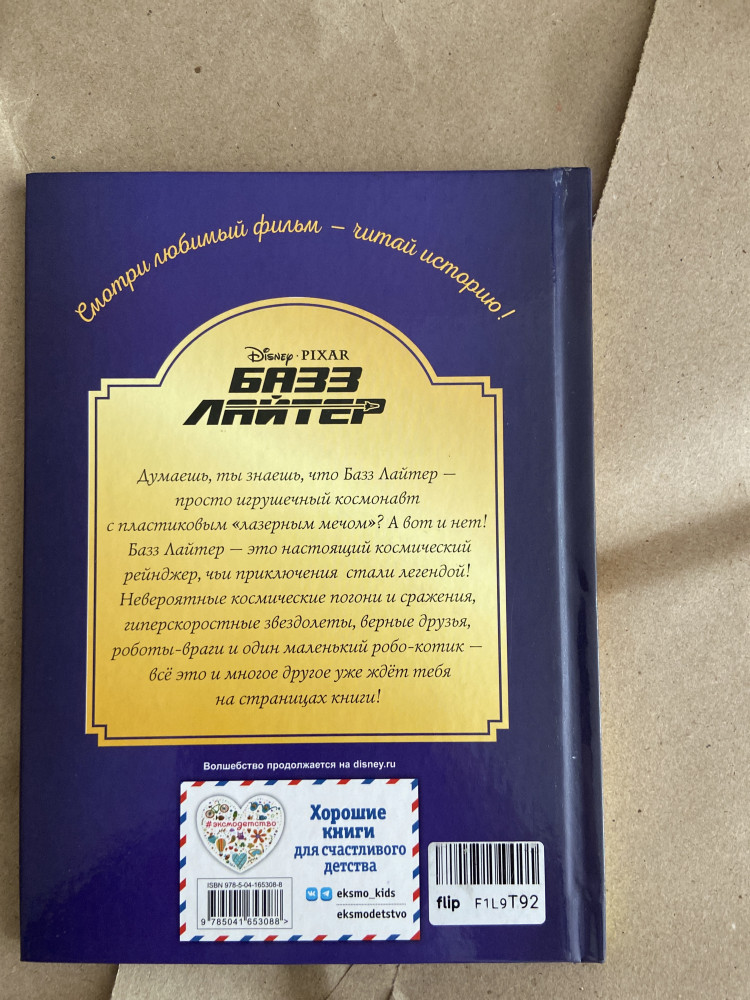 Смотри любимый фильм – читай историю!
Disney · PIXAR
БАЗЗ
ЛАЙТЕР
Думаешь, ты знаешь, что Базз Лайтер —
просто игрушечный космонавт
с пластиковым «лазерным мечом»? А вот и нет!
Базз Лайтер — это настоящий космический
рейнджер, чьи приключения стали легендой!
Невероятные космические погони и сражения,
гиперскоростные звездолеты, верные друзья,
роботы-враги и один маленький робо-котик —
всё это и многое другое уже ждёт тебя
на страницах книги!
Волшебство продолжается на disney.ru
#эксмодетство
Хорошие
книги
для счастливого
детства
ISBN 978-5-04-165308-8
9 785041 653088 >
eksmo_kids
eksmodetstvo
flip F1L9T92